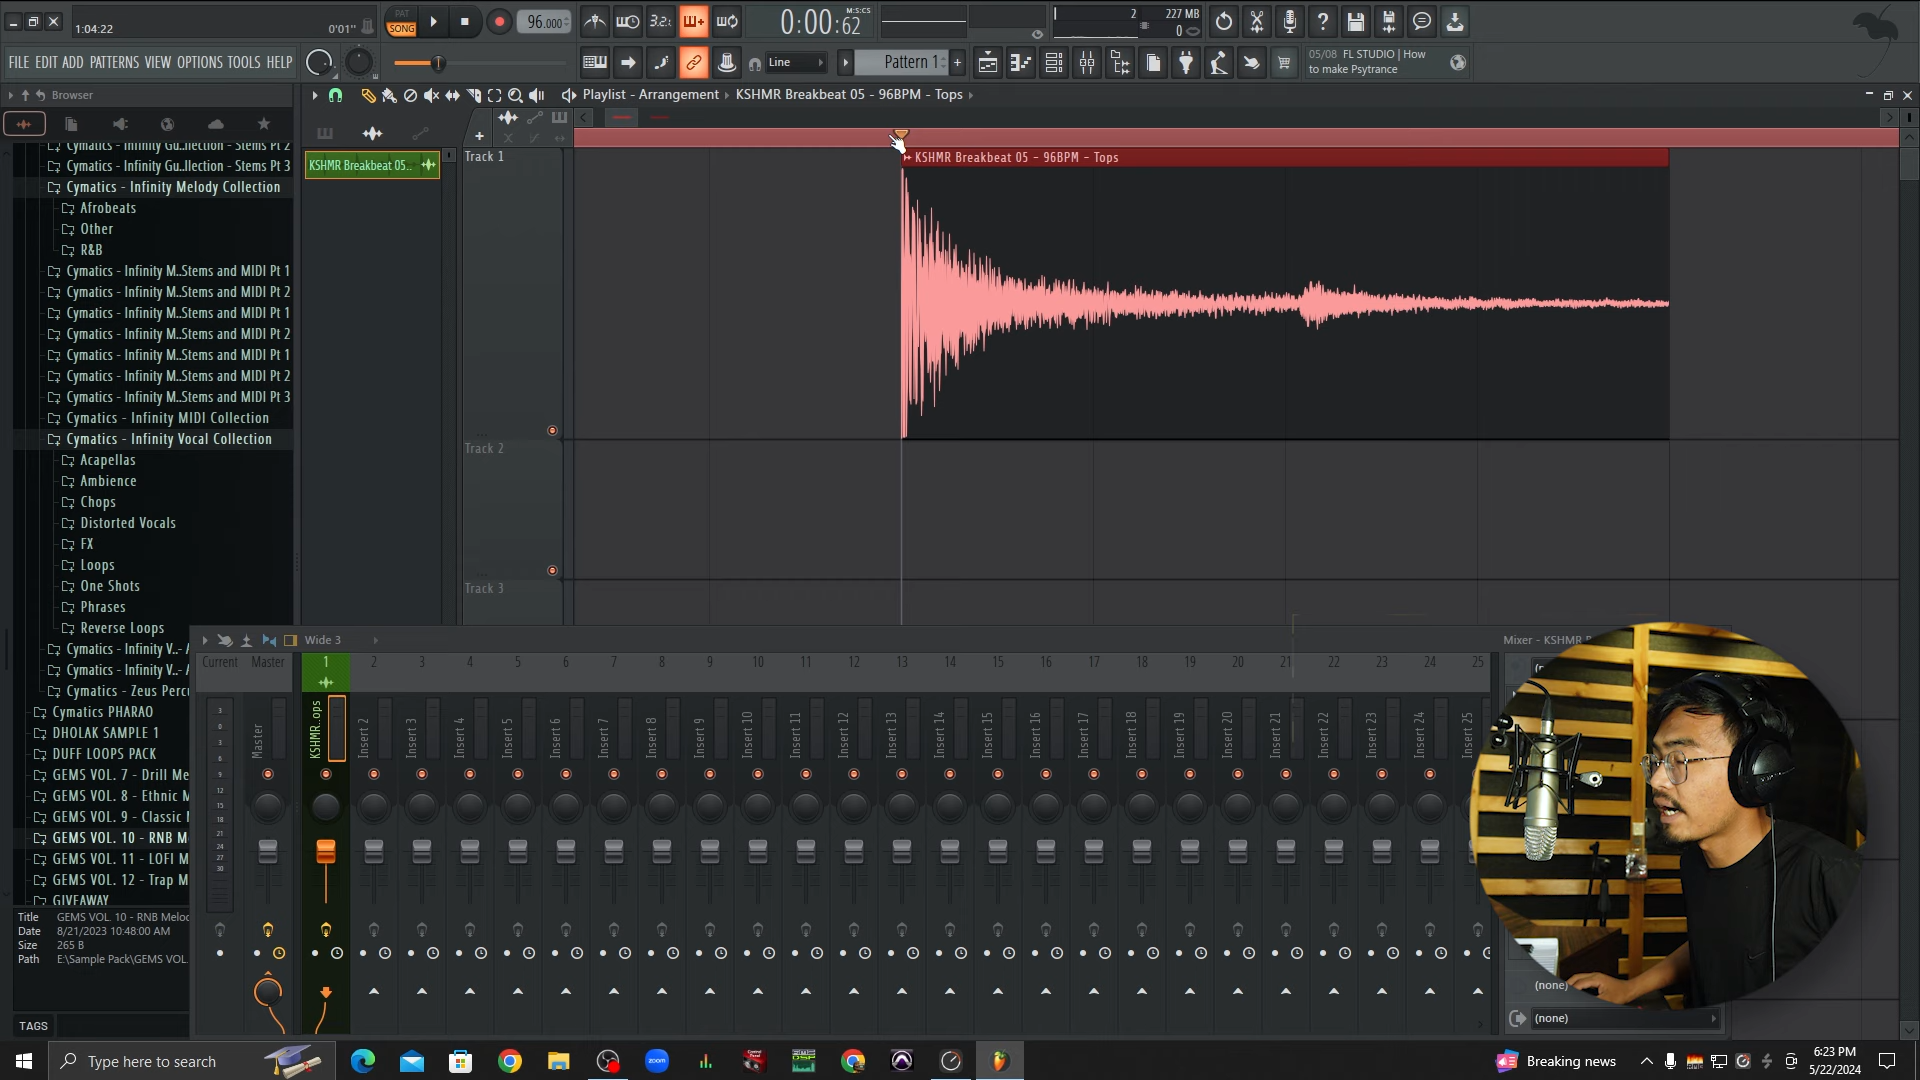 1:04:22
0'01"
PAT
SONG
96.000
3.2.:
0:00:62
M:S:CS
2
227 MB
0
FILE EDIT ADD PATTERNS VIEW OPTIONS TOOLS HELP
Line
Pattern 1
05/08 FL STUDIO | How
to make Psytrance
Browser
Playlist - Arrangement
KSHMR Breakbeat 05 - 96BPM - Tops
Cymatics - Infinity Gu..llection - Stems Pt 2
Cymatics - Infinity Gu..llection - Stems Pt 3
Cymatics - Infinity Melody Collection
Afrobeats
Other
R&B
Cymatics - Infinity M..Stems and MIDI Pt 1
Cymatics - Infinity M..Stems and MIDI Pt 2
Cymatics - Infinity M..Stems and MIDI Pt 1
Cymatics - Infinity M..Stems and MIDI Pt 2
Cymatics - Infinity M..Stems and MIDI Pt 1
Cymatics - Infinity M..Stems and MIDI Pt 2
Cymatics - Infinity M..Stems and MIDI Pt 3
Cymatics - Infinity MIDI Collection
Cymatics - Infinity Vocal Collection
Acapellas
Ambience
Chops
Distorted Vocals
FX
Loops
One Shots
Phrases
Reverse Loops
Cymatics - Infinity V..- A
Cymatics - Infinity V..- A
Cymatics - Zeus Percu
Cymatics PHARAO
DHOLAK SAMPLE 1
DUFF LOOPS PACK
GEMS VOL. 7 - Drill Me
GEMS VOL. 8 - Ethnic M
GEMS VOL. 9 - Classic M
GEMS VOL. 10 - RNB M
GEMS VOL. 11 - LOFI M
GEMS VOL. 12 - Trap M
GIVEAWAY
Title GEMS VOL. 10 - RNB Meloc
Date 8/21/2023 10:48:00 AM
Size 265 B
Path E:\Sample Pack\GEMS VOL.
TAGS
KSHMR Breakbeat 05..
Track 1
KSHMR Breakbeat 05 - 96BPM - Tops
Track 2
Track 3
Wide 3
Mixer - KSHMR
Current Master 1 2 3 4 5 6 7 8 9 10 11 12 13 14 15 16 17 18 19 20 21 22 23 24 25
3
0
3
6
9
12
15
18
21
24
27
30
Master KSHMR..ops Insert 2 Insert 3 Insert 4 Insert 5 Insert 6 Insert 7 Insert 8 Insert 9 Insert 10 Insert 11 Insert 12 Insert 13 Insert 14 Insert 15 Insert 16 Insert 17 Insert 18 Insert 19 Insert 20 Insert 21 Insert 22 Insert 23 Insert 24 Insert 25
(none)
(none)
Type here to search
zoom
Breaking news
6:23 PM
5/22/2024